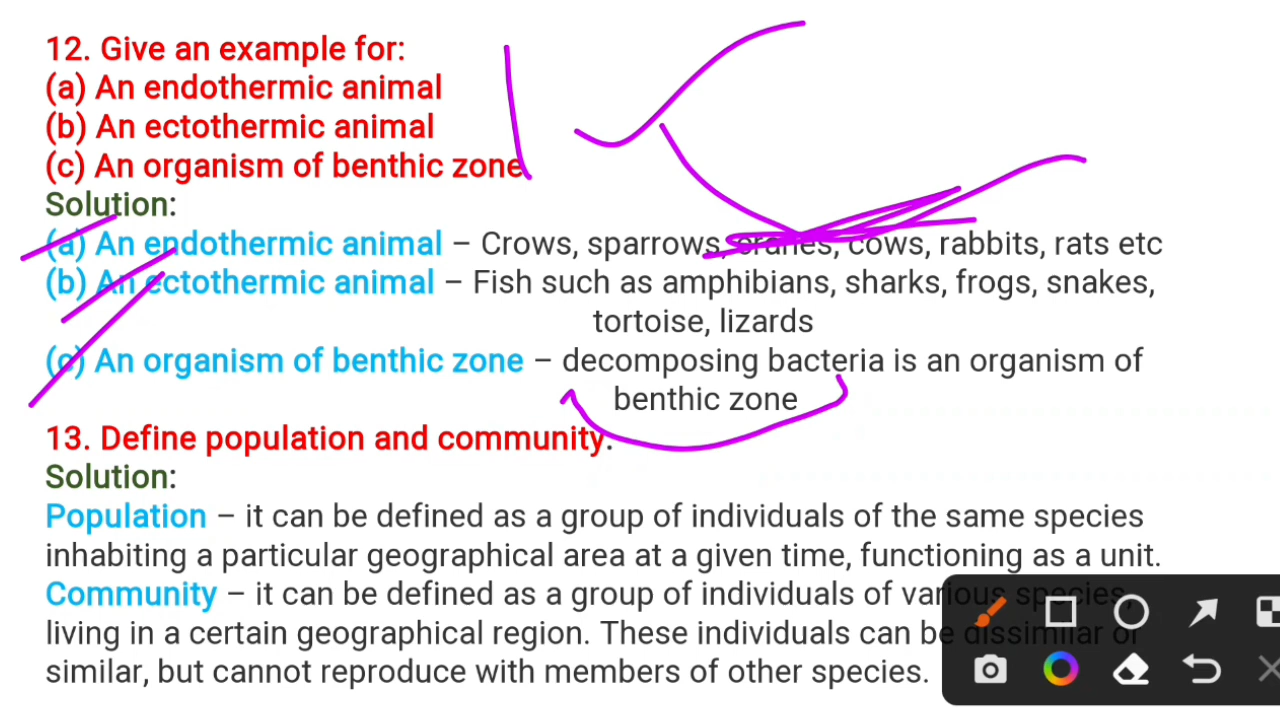 12. Give an example for:
(a) An endothermic animal
(b) An ectothermic animal
(c) An organism of benthic zone
Solution:
(a) An endothermic animal – Crows, sparrows, cranes, cows, rabbits, rats etc
(b) An ectothermic animal – Fish such as amphibians, sharks, frogs, snakes,
tortoise, lizards
(c) An organism of benthic zone – decomposing bacteria is an organism of
benthic zone
13. Define population and community.
Solution:
Population – it can be defined as a group of individuals of the same species
inhabiting a particular geographical area at a given time, functioning as a unit.
Community – it can be defined as a group of individuals of various species,
living in a certain geographical region. These individuals can be dissimilar or
similar, but cannot reproduce with members of other species.